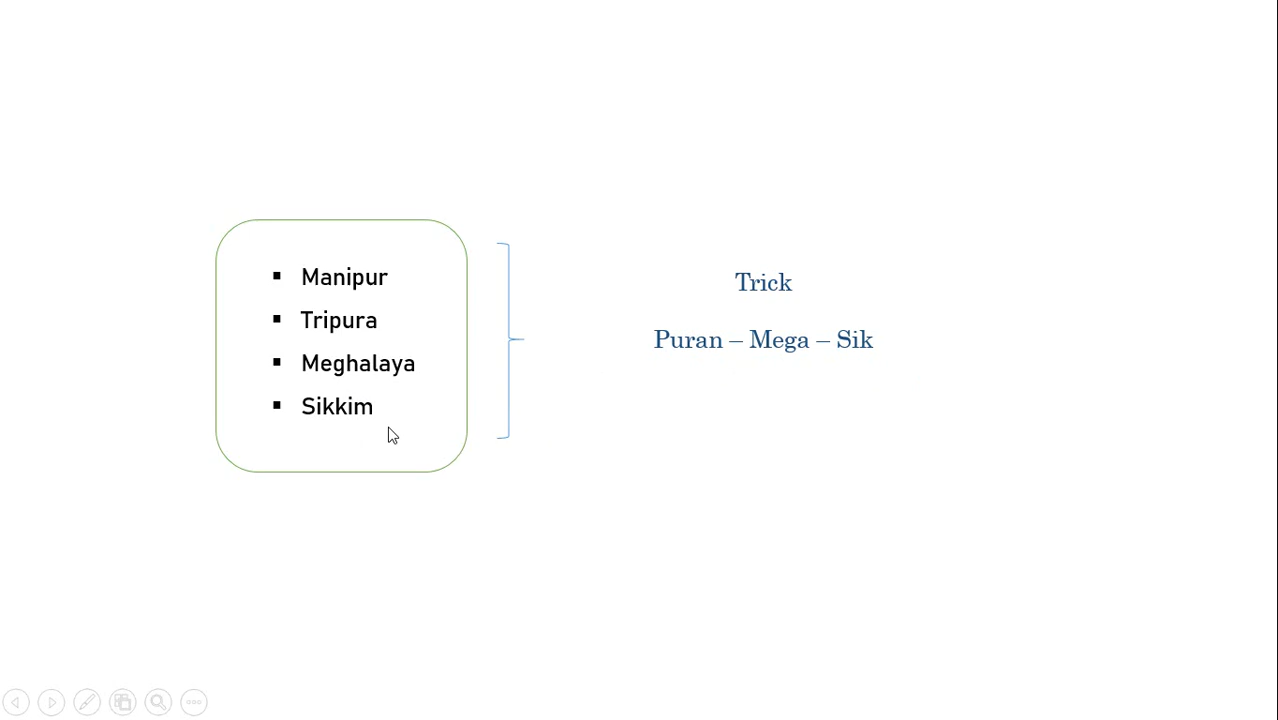 ▪ Manipur
▪ Tripura
▪ Meghalaya
▪ Sikkim
Trick
Puran – Mega – Sik